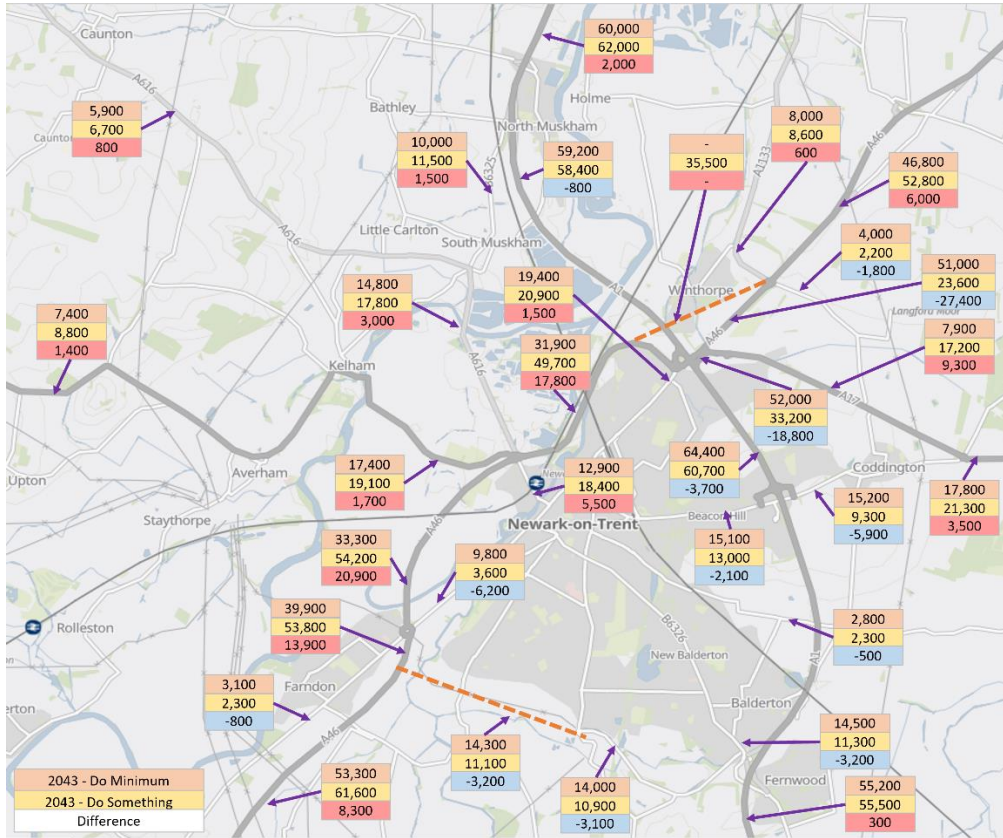 Caunton
A616
60,000
62,000
2,000
Holme
Bathley
5,900
6,700
800
Caunton
10,000
11,500
1,500
North Muskham
B6325
59,200
58,400
-800
-
35,500
-
8,000
8,600
600
A1133
A46
46,800
52,800
6,000
Little Carlton
A616
South Muskham
4,000
2,200
-1,800
14,800
17,800
3,000
19,400
20,900
1,500
A1
Winthorpe
51,000
23,600
-27,400
Langford Moor
A46
7,400
8,800
1,400
31,900
49,700
17,800
7,900
17,200
9,300
Kelham
A616
A17
52,000
33,200
-18,800
Upton
Averham
17,400
19,100
1,700
12,900
18,400
5,500
64,400
60,700
-3,700
Coddington
Staythorpe
A46
Newark-on-Trent
Beacon Hill
15,200
9,300
-5,900
17,800
21,300
3,500
33,300
54,200
20,900
9,800
3,600
-6,200
15,100
13,000
-2,100
Rolleston
39,900
53,800
13,900
B6326
New Balderton
2,800
2,300
-500
A1
Farndon
3,100
2,300
-800
Balderton
erton
A46
14,300
11,100
-3,200
14,500
11,300
-3,200
2043 - Do Minimum
2043 - Do Something
Difference
53,300
61,600
8,300
14,000
10,900
-3,100
Fernwood
55,200
55,500
300